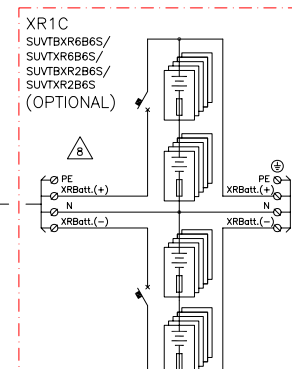 XR1C
SUVTBXR6B6S/
SUVTXR6B6S/
SUVTBXR2B6S/
SUVTXR2B6S
(OPTIONAL)
8
PE
XRBatt.(+)
N
XRBatt.(-)
PE
XRBatt.(+)
N
XRBatt.(-)